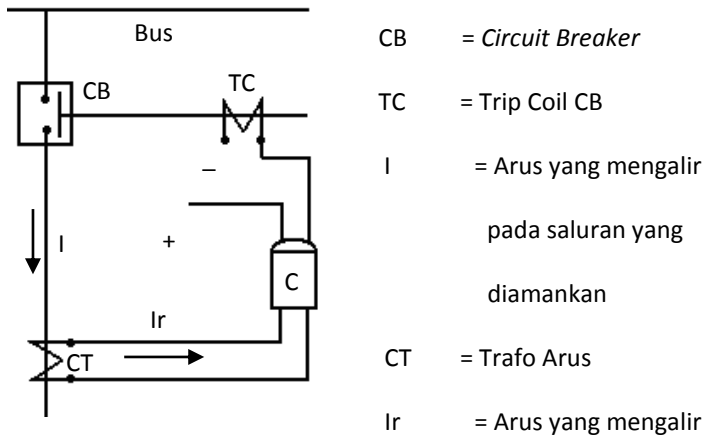 Bus
CB
TC
–
I
+
C
Ir
CT
CB = Circuit Breaker
TC = Trip Coil CB
I = Arus yang mengalir
pada saluran yang
diamankan
CT = Trafo Arus
Ir = Arus yang mengalir